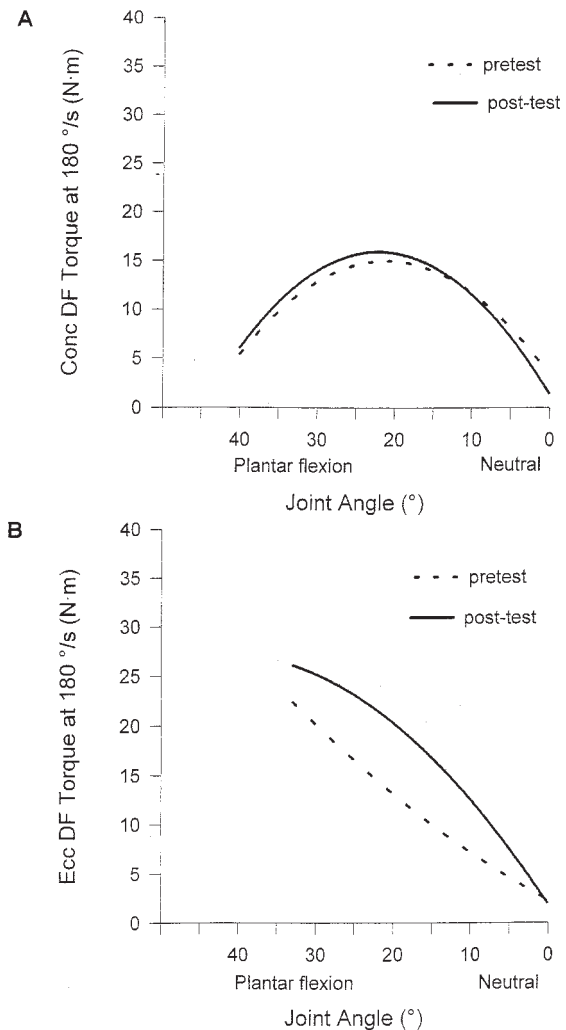 A
Conc DF Torque at 180 °/s (N·m)
40
35
30
25
20
15
10
5
0
pretest
post-test
40 30 20 10 0
Plantar flexion Neutral
Joint Angle (°)
B
Ecc DF Torque at 180 °/s (N·m)
40
35
30
25
20
15
10
5
0
pretest
post-test
40 30 20 10 0
Plantar flexion Neutral
Joint Angle (°)